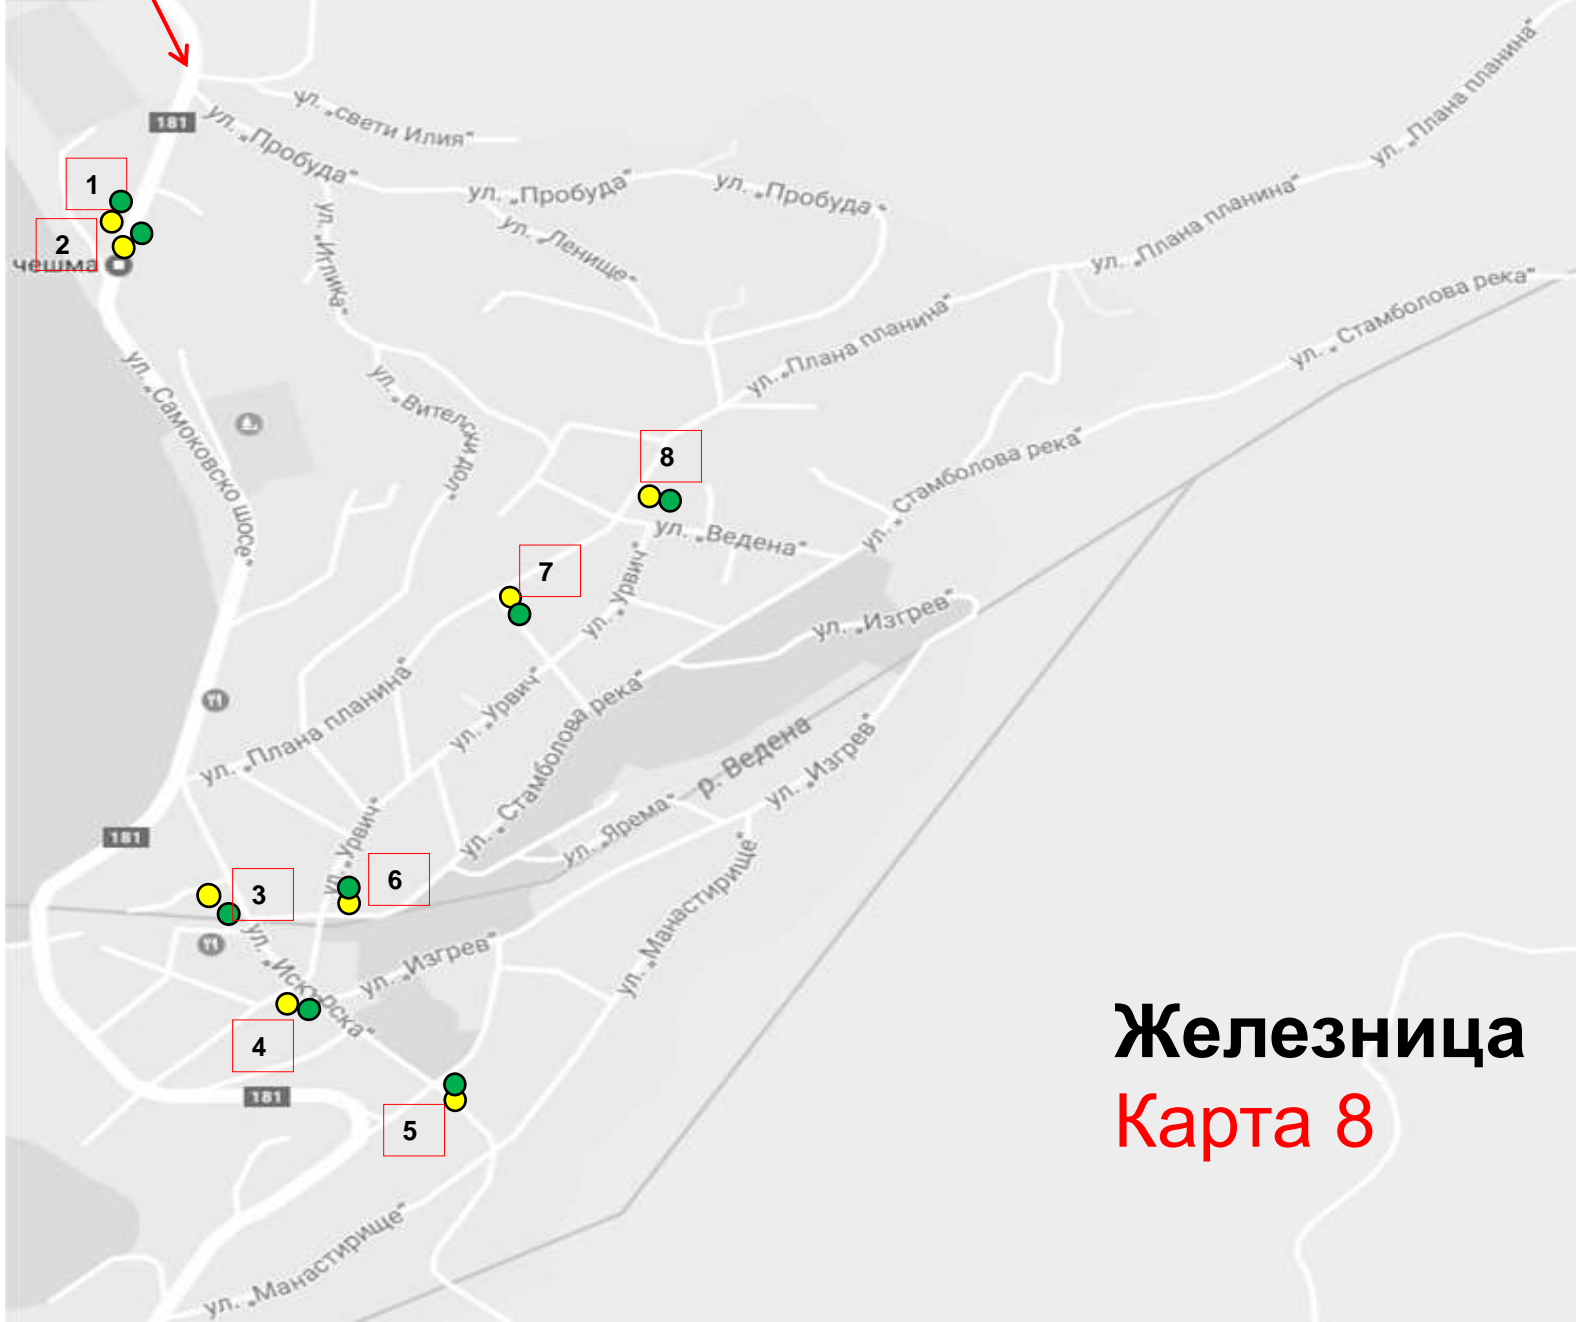 ул. „свети Илия“
181
ул. „Пробуда“
1
ул. „Пробуда“
ул. „Пробуда“
ул. „Плана планина“
ул. „Плана планина“
2
чешма
ул. „Иглика“
ул. „Ленище“
ул. „Плана планина“
ул. „Стамболова река“
ул. „Самоковско шосе“
ул. „Вителски дол“
8
ул. „Стамболова река“
ул. „Ведена“
7
ул. „Урвич“
ул. „Изгрев“
ул. „Плана планина“
ул. „Урвич“
ул. „Стамболова река“
р. Ведена
ул. „Изгрев“
181
ул. „Урвич“
ул. „Ярема“
3
6
ул. „Манастирище“
ул. „Искърска“
ул. „Изгрев“
4
181
5
ул. „Манастирище“
Железница
Карта 8